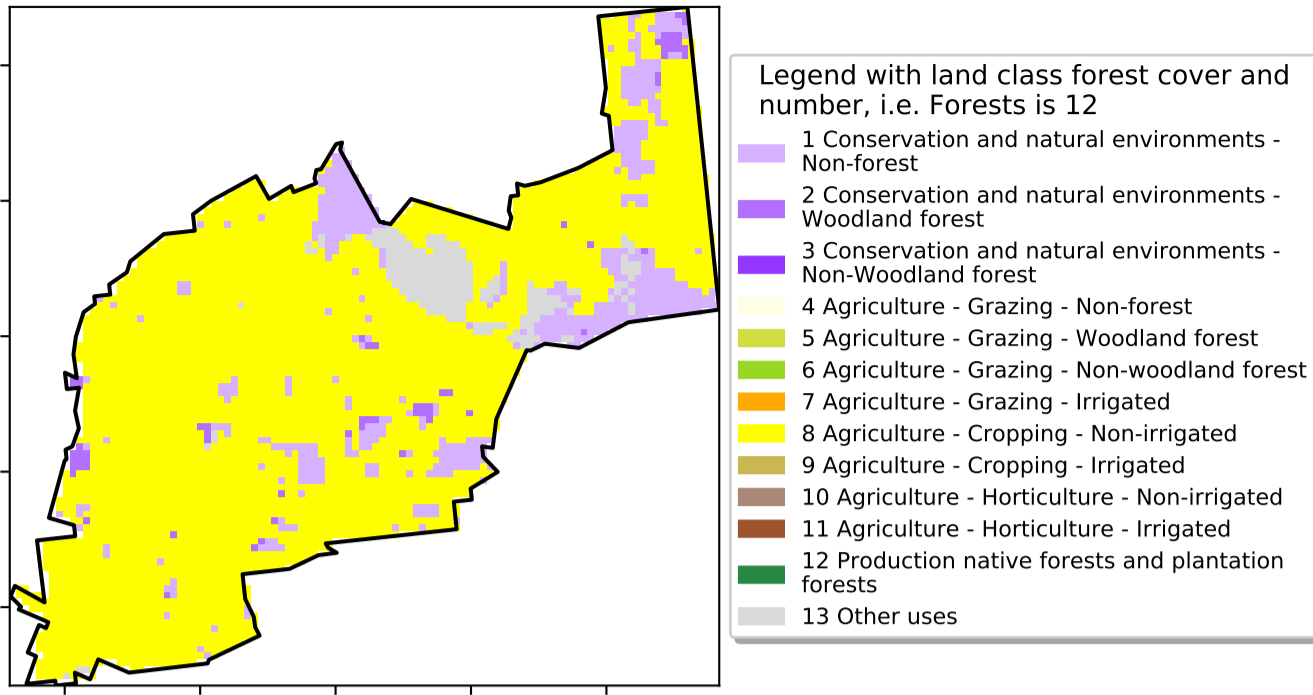 Legend with land class forest cover and
number, i.e. Forests is 12
1 Conservation and natural environments -
Non-forest
2 Conservation and natural environments -
Woodland forest
3 Conservation and natural environments -
Non-Woodland forest
4 Agriculture - Grazing - Non-forest
5 Agriculture - Grazing - Woodland forest
6 Agriculture - Grazing - Non-woodland forest
7 Agriculture - Grazing - Irrigated
8 Agriculture - Cropping - Non-irrigated
9 Agriculture - Cropping - Irrigated
10 Agriculture - Horticulture - Non-irrigated
11 Agriculture - Horticulture - Irrigated
12 Production native forests and plantation
forests
13 Other uses